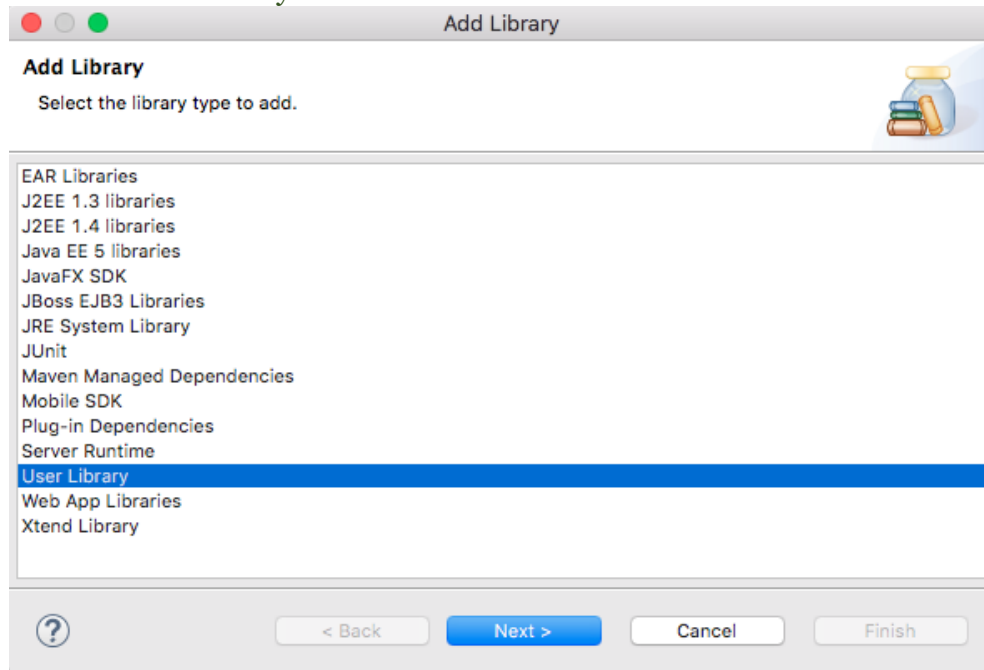 Add Library
Add Library
Select the library type to add.
EAR Libraries
J2EE 1.3 libraries
J2EE 1.4 libraries
Java EE 5 libraries
JavaFX SDK
JBoss EJB3 Libraries
JRE System Library
JUnit
Maven Managed Dependencies
Mobile SDK
Plug-in Dependencies
Server Runtime
User Library
Web App Libraries
Xtend Library
? < Back Next > Cancel Finish